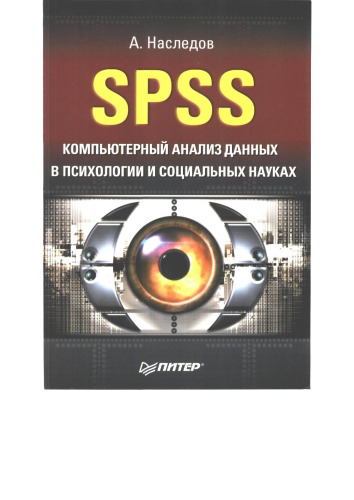 А. Наследов
SPSS
КОМПЬЮТЕРНЫЙ АНАЛИЗ ДАННЫХ
В ПСИХОЛОГИИ И СОЦИАЛЬНЫХ НАУКАХ
ПИТЕР